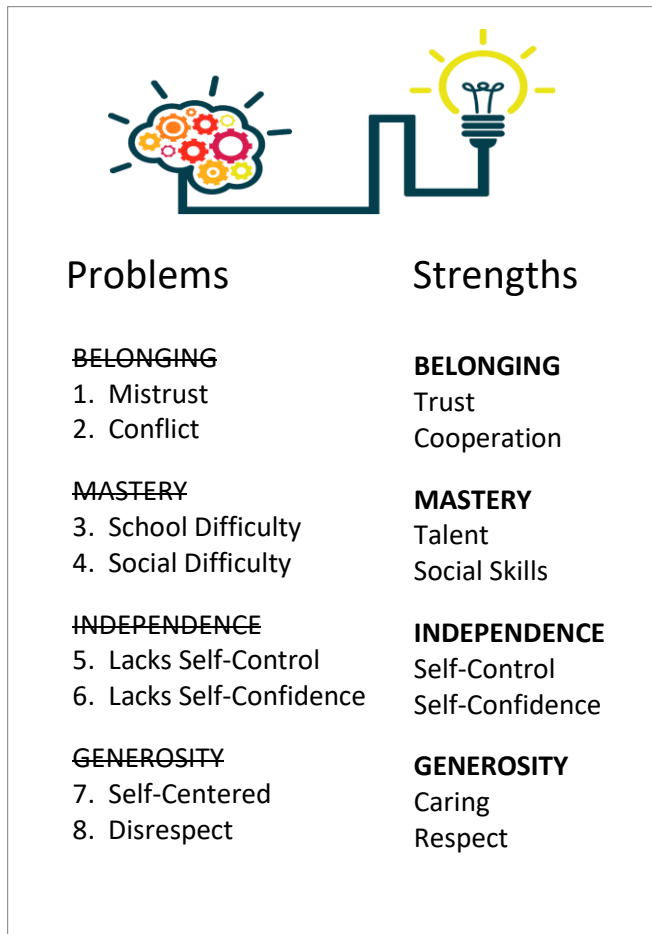 Problems
BELONGING
1. Mistrust
2. Conflict
MASTERY
3. School Difficulty
4. Social Difficulty
INDEPENDENCE
5. Lacks Self-Control
6. Lacks Self-Confidence
GENEROSITY
7. Self-Centered
8. Disrespect
Strengths
BELONGING
Trust
Cooperation
MASTERY
Talent
Social Skills
INDEPENDENCE
Self-Control
Self-Confidence
GENEROSITY
Caring
Respect